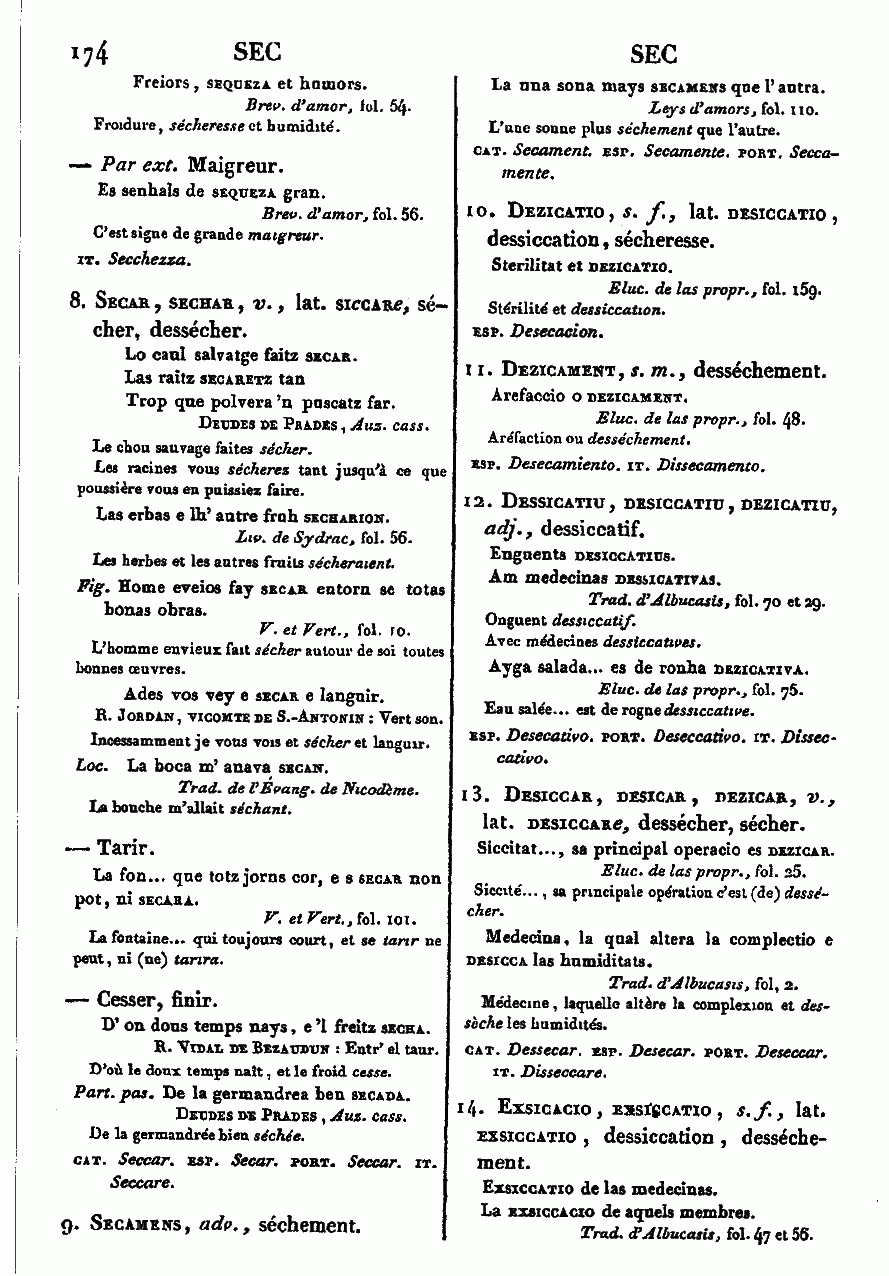 174 SEC SEC
Freiors, SEQUEZA et humors.
Brev. d'amor, fol. 54.
Froidure, sécheresse et humidité.
— Par ext. Maigreur.
Es senhals de SEQUEZA gran.
Brev. d'amor, fol. 56.
C'est signe de grande maigreur.
IT. Secchezza.
8. SECAR, SECHAR, v., lat. SICCARe, sé-
cher, dessécher.
Lo caul salvatge faitz SECAR.
Las raitz SECARETZ tan
Trop que polvera 'n puscatz far.
DEUDES DE PRADES, Auz. cass.
Le chou sauvage faites sécher.
Les racines vous sécherez tant jusqu'à ce que
poussière vous en puissiez faire.
Las erbas e lh' autre fruh SECHARION.
Liv. de Sydrac, fol. 56.
Les herbes et les autres fruits sécheraient.
Fig. Home eveios fay SECAR entorn se totas
bonas obras.
V. et Vert., fol. 10.
L'homme envieux fait sécher autour de soi toutes
bonnes œuvres.
Ades vos vey e SECAR e languir.
R. JORDAN, VICOMTE DE S.-ANTONIN : Vert son.
Incessamment je vous vois et sécher et languir.
Loc. La boca m' anava SECAN.
Trad. de l'Évang. de Nicodème.
La bouche m'allait séchant.
— Tarir.
La fon... que totz jorns cor, e s SECAR non
pot, ni SECARA.
V. et Vert., fol. 101.
La fontaine... qui toujours court, et se tarir ne
peut, ni (ne) tarira.
— Cesser, finir.
D' on dous temps nays, e 'l freitz SECHA.
R. VIDAL DE BEZAUDUN : Entr' el taur.
D'où le doux temps naît, et le froid cesse.
Part. pas. De la germandrea ben SECADA.
DEUDES DE PRADES, Auz. cass.
De la germandrée bien séchée.
CAT. Seccar. ESP. Secar. PORT. Seccar. IT.
Seccare.
9. SECAMENS, adv., séchement.
La una sona mays SECAMENS que l' autra.
Leys d'amors, fol. 110.
L'une sonne plus séchement que l'autre.
CAT. Secament. ESP. Secamente. PORT. Secca-
mente.
10. DEZICATIO, s. f., lat. DESICCATIO,
dessiccation, sécheresse.
Sterilitat et DEZICATIO.
Eluc. de las propr., fol. 159.
Stérilité et dessiccation.
ESP. Desecacion.
11. DEZICAMENT, s. m., desséchement.
Arefaccio o DEZICAMENT.
Eluc. de las propr., fol. 48.
Aréfaction ou desséchement.
ESP. Desecamiento. IT. Dissecamento.
12. DESSICATIU, DESICCATIU, DEZICATIU,
adj., dessiccatif.
Enguents DESICCATIUS.
Am medecinas DESSICATIVAS.
Trad. d'Albucasis, fol. 70 et 29.
Onguent dessiccatif.
Avec médecines dessiccatives.
Ayga salada... es de ronha DEZICATIVA.
Eluc. de las propr., fol. 75.
Eau salée... est de rogne dessiccative.
ESP. Desecativo. PORT. Deseccativo. IT. Dissec-
cativo.
13. DESICCAR, DESICAR, DEZICAR, v.,
lat. DESICCARe, dessécher, sécher.
Siccitat..., sa principal operacio es DEZICAR.
Eluc. de las propr., fol. 25.
Siccité..., sa principale opération c'est (de) dessé-
cher.
Medecina, la qual altera la complectio e
DESICCA las humiditats.
Trad. d'Albucasis, fol, 2.
Médecine, laquelle altère la complexion et des-
sèche les humidités.
CAT. Dessecar. ESP. Desecar. PORT. Deseccar.
IT. Disseccare.
14. EXSICACIO, EXSICCATIO, s. f., lat.
EXSICCATIO, dessiccation, desséche-
ment.
EXSICCATIO de las medecinas.
La EXSICCACIO de aquels membres.
Trad. d'Albucasis, fol. 47 et 56.